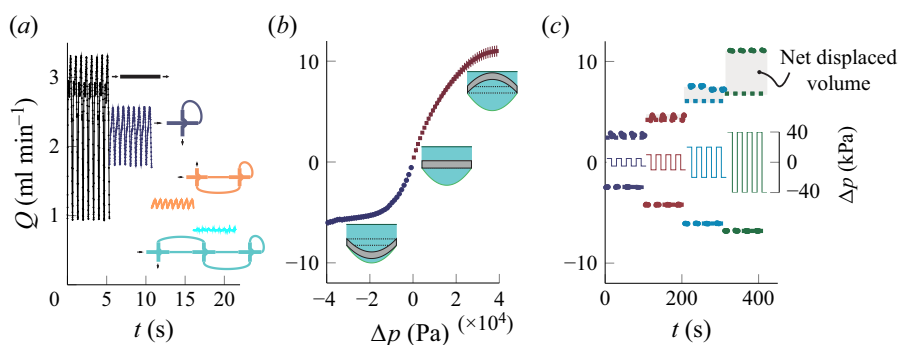 (a)
Q (ml min⁻¹)
3
2
1
0
0 5 10 15 20
t (s)
(b)
10
0
−10
−4 −2 0 2 4
Δp (Pa) (×10⁴)
(c)
10
0
−10
Net displaced
volume
40
0
−40
Δp (kPa)
0 200 400
t (s)